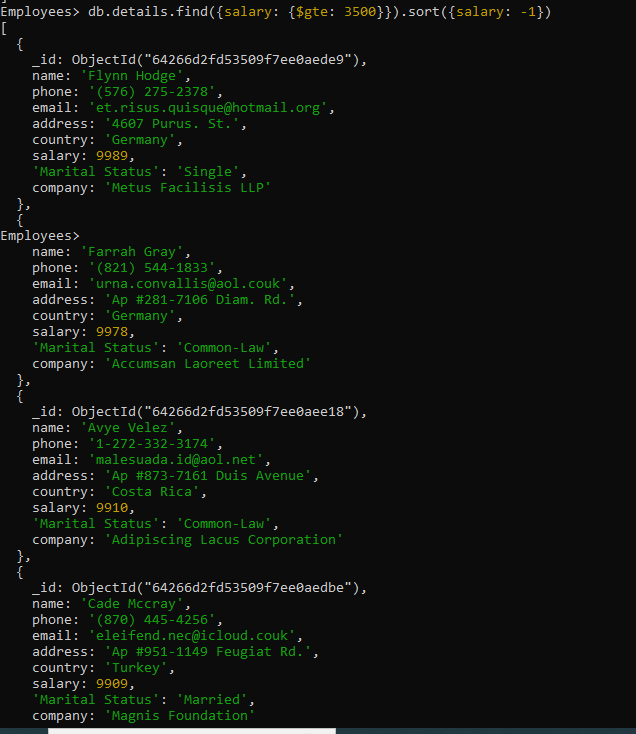 Employees> db.details.find({salary: {$gte: 3500}}).sort({salary: -1})
[
  {
    _id: ObjectId("64266d2fd53509f7ee0aede9"),
    name: 'Flynn Hodge',
    phone: '(576) 275-2378',
    email: 'et.risus.quisque@hotmail.org',
    address: '4607 Purus. St.',
    country: 'Germany',
    salary: 9989,
    'Marital Status': 'Single',
    company: 'Metus Facilisis LLP'
  },
  {
Employees>
    name: 'Farrah Gray',
    phone: '(821) 544-1833',
    email: 'urna.convallis@aol.couk',
    address: 'Ap #281-7106 Diam. Rd.',
    country: 'Germany',
    salary: 9978,
    'Marital Status': 'Common-Law',
    company: 'Accumsan Laoreet Limited'
  },
  {
    _id: ObjectId("64266d2fd53509f7ee0aee18"),
    name: 'Avye Velez',
    phone: '1-272-332-3174',
    email: 'malesuada.id@aol.net',
    address: 'Ap #873-7161 Duis Avenue',
    country: 'Costa Rica',
    salary: 9910,
    'Marital Status': 'Common-Law',
    company: 'Adipiscing Lacus Corporation'
  },
  {
    _id: ObjectId("64266d2fd53509f7ee0aedbe"),
    name: 'Cade Mccray',
    phone: '(870) 445-4256',
    email: 'eleifend.nec@icloud.couk',
    address: 'Ap #951-1149 Feugiat Rd.',
    country: 'Turkey',
    salary: 9909,
    'Marital Status': 'Married',
    company: 'Magnis Foundation'